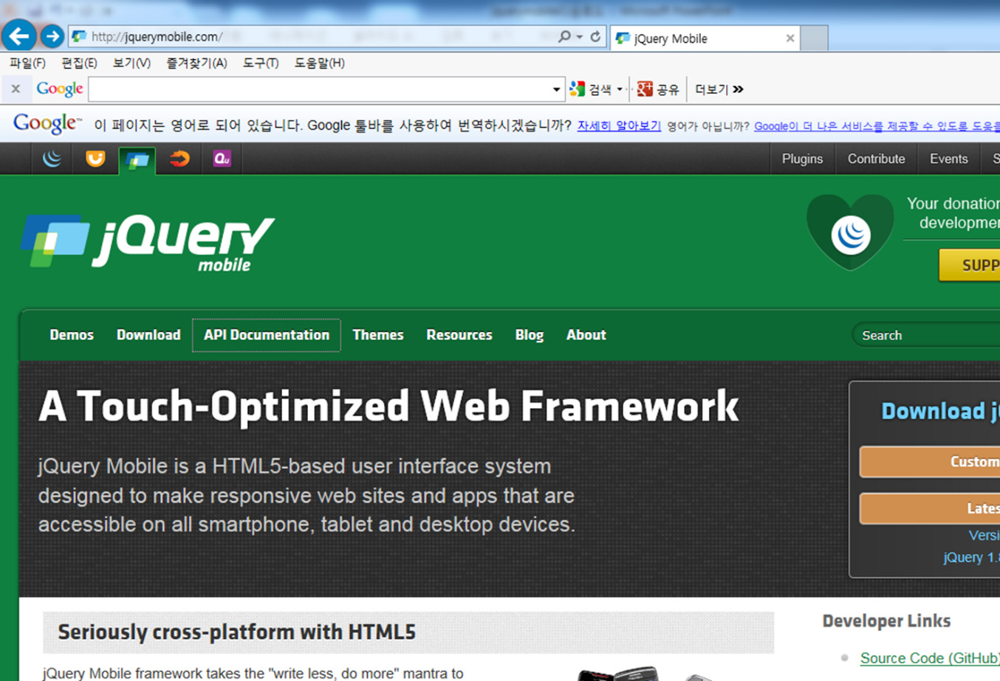 http://jquerymobile.com/
jQuery Mobile
파일(F) 편집(E) 보기(V) 즐겨찾기(A) 도구(T) 도움말(H)
x Google 검색 공유 더보기 »
Google™ 이 페이지는 영어로 되어 있습니다. Google 툴바를 사용하여 번역하시겠습니까? 자세히 알아보기 영어가 아닙니까? Google이 더 나은 서비스를 제공할 수 있도록
Qu Plugins Contribute Events S
Your donation
developmen
jQuery
mobile
SUPP
Demos Download API Documentation Themes Resources Blog About Search
A Touch-Optimized Web Framework
Download j
jQuery Mobile is a HTML5-based user interface system
designed to make responsive web sites and apps that are
accessible on all smartphone, tablet and desktop devices.
Custom
Lates
Versi
jQuery 1.
Seriously cross-platform with HTML5
Developer Links
Source Code (GitHub)
jQuery Mobile framework takes the "write less, do more" mantra to